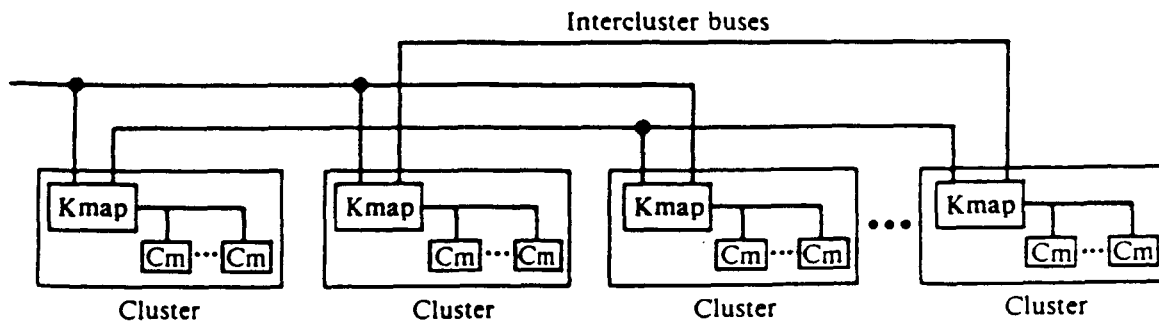 Intercluster buses
Kmap Kmap Kmap Kmap
Cm ... Cm Cm ... Cm Cm ... Cm ... Cm ... Cm
Cluster Cluster Cluster Cluster